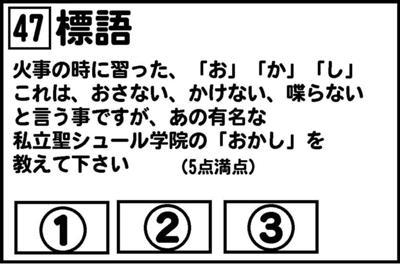 47 標語
火事の時に習った、「お」「か」「し」
これは、おさない、かけない、喋らない
と言う事ですが、あの有名な
私立聖シュール学院の「おかし」を
教えて下さい (5点満点)
① ② ③